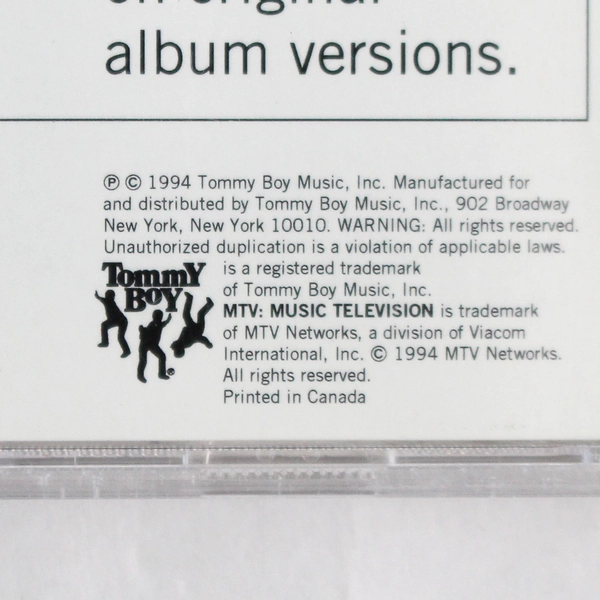 on original
album versions.
℗ © 1994 Tommy Boy Music, Inc. Manufactured for
and distributed by Tommy Boy Music, Inc., 902 Broadway
New York, New York 10010. WARNING: All rights reserved.
Unauthorized duplication is a violation of applicable laws.
Tommy
Boy
®
is a registered trademark
of Tommy Boy Music, Inc.
MTV: MUSIC TELEVISION is trademark
of MTV Networks, a division of Viacom
International, Inc. © 1994 MTV Networks.
All rights reserved.
Printed in Canada